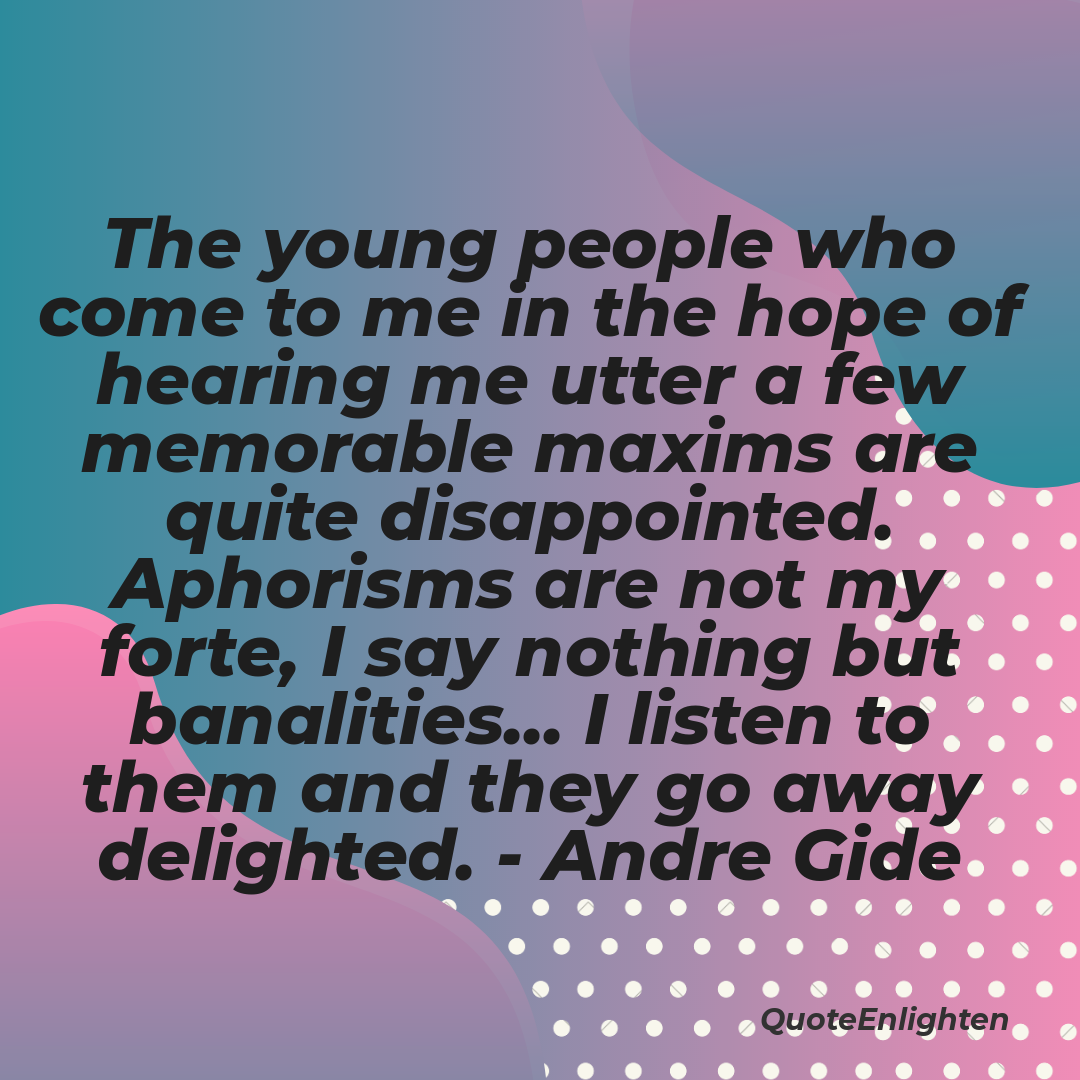 The young people who
come to me in the hope of
hearing me utter a few
memorable maxims are
quite disappointed.
Aphorisms are not my
forte, I say nothing but
banalities... I listen to
them and they go away
delighted. - Andre Gide
QuoteEnlighten